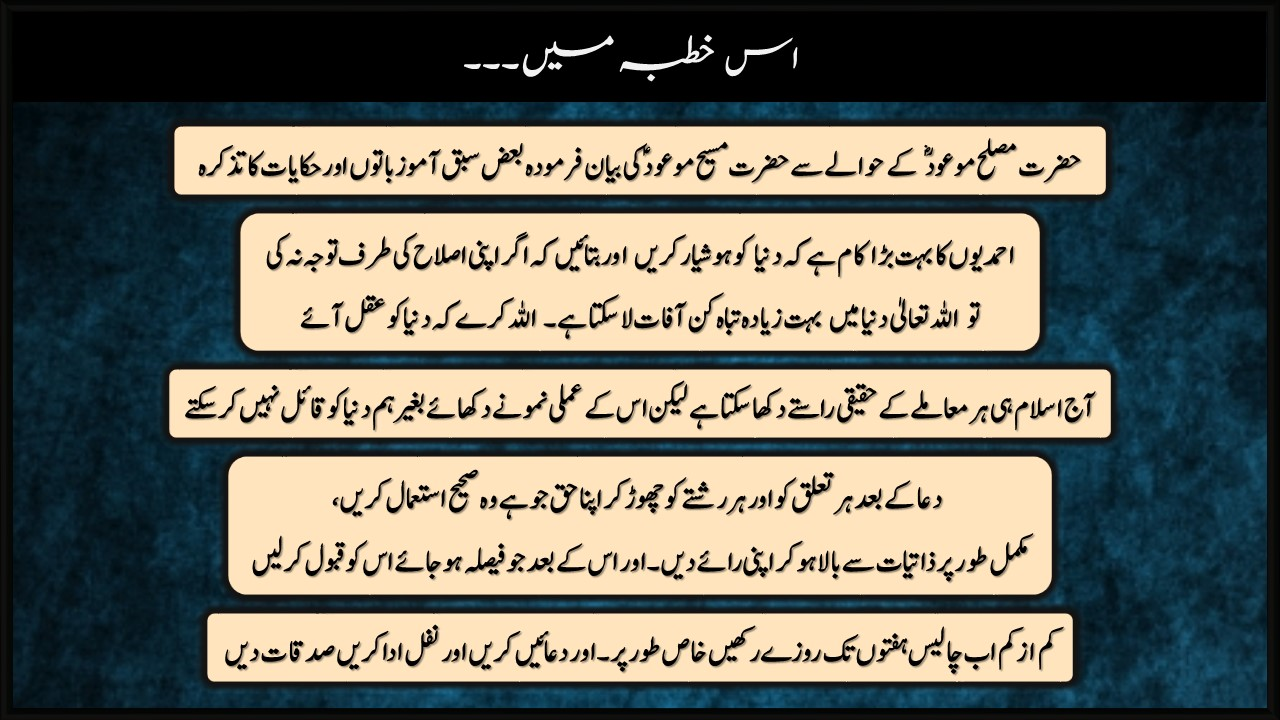 اس خطبہ میں۔۔۔
حضرت مصلح موعودؓ کے حوالے سے حضرت مسیح موعودؑ کی بیان فرمودہ بعض سبق آموز باتوں اور حکایات کا تذکرہ
احمدیوں کا بہت بڑا کام ہے کہ دنیا کو ہوشیار کریں اور بتائیں کہ اگر اپنی اصلاح کی طرف توجہ نہ کی
تو اللہ تعالیٰ دنیا میں بہت زیادہ تباہ کن آفات لا سکتا ہے۔ اللہ کرے کہ دنیا کو عقل آئے
آج اسلام ہی ہر معاملے کے حقیقی راستے دکھا سکتا ہے لیکن اس کے عملی نمونے دکھائے بغیر ہم دنیا کو قائل نہیں کر سکتے
دعا کے بعد ہر تعلق کو اور ہر رشتے کو چھوڑ کر اپنا حق جو ہے وہ صحیح استعمال کریں،
مکمل طور پر ذاتیات سے بالا ہو کر اپنی رائے دیں۔ اور اس کے بعد جو فیصلہ ہو جائے اس کو قبول کر لیں
کم از کم اب چالیس ہفتوں تک روزے رکھیں خاص طور پر۔ اور دعائیں کریں اور نفل ادا کریں صدقات دیں